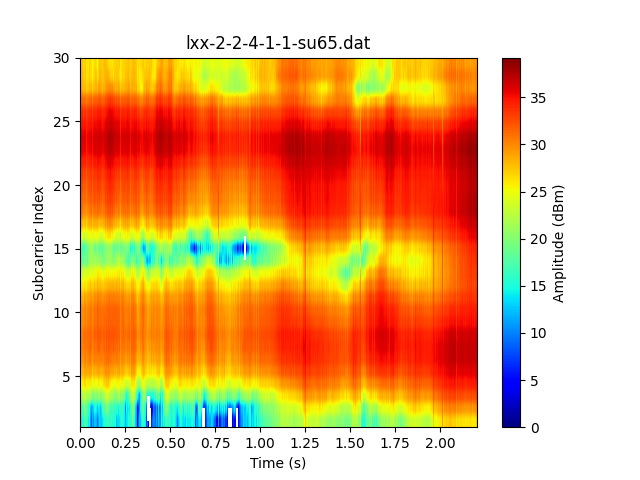 lxx-2-2-4-1-1-su65.dat
30
25
20
15
10
5
Subcarrier Index
0.00 0.25 0.50 0.75 1.00 1.25 1.50 1.75 2.00
Time (s)
35
30
25
20
15
10
5
0
Amplitude (dBm)